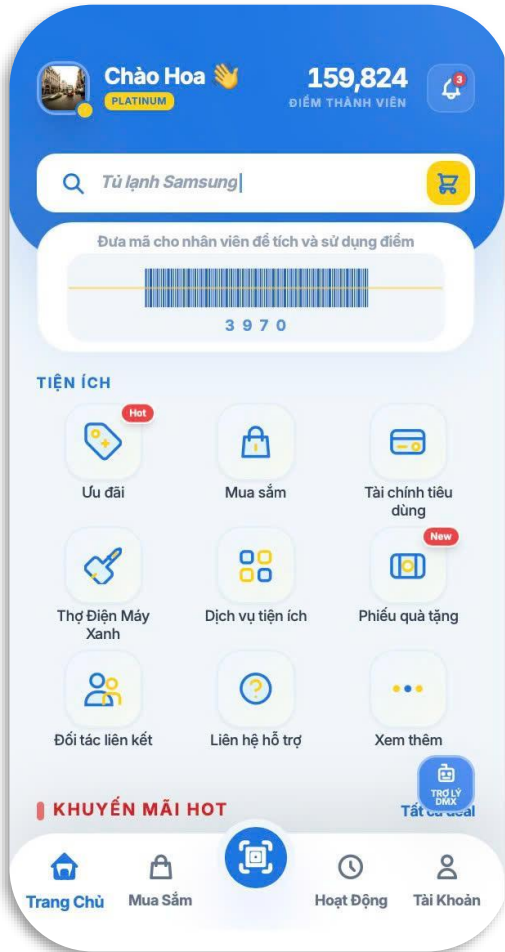 Chào Hoa 👋
PLATINUM
159,824
ĐIỂM THÀNH VIÊN
3
Tủ lạnh Samsung
Đưa mã cho nhân viên để tích và sử dụng điểm
3970
TIỆN ÍCH
Hot
Ưu đãi
Mua sắm
Tài chính tiêu
dùng
New
Thợ Điện Máy
Xanh
Dịch vụ tiện ích
Phiếu quà tặng
Đối tác liên kết
Liên hệ hỗ trợ
Xem thêm
TRỢ LÝ
DMX
KHUYẾN MÃI HOT
Tất cả deal
Trang Chủ
Mua Sắm
Hoạt Động
Tài Khoản